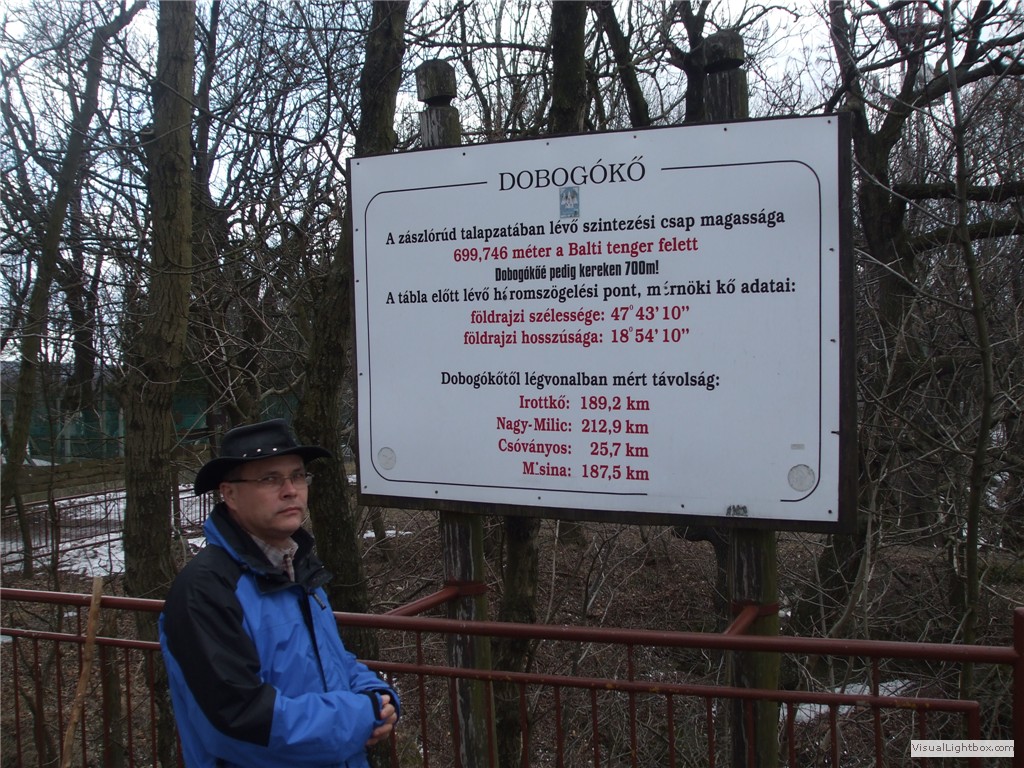 DOBOGÓKŐ
A zászlórúd talapzatában lévő szintezési csap magassága
699,746 méter a Balti tenger felett
Dobogókőé pedig kereken 700m!
A tábla előtt lévő háromszögelési pont, mérnöki kő adatai:
földrajzi szélessége: 47°43'10"
földrajzi hosszúsága: 18°54'10"
Dobogókőtől légvonalban mért távolság:
Irottkő: 189,2 km
Nagy-Milic: 212,9 km
Csóványos: 25,7 km
Misina: 187,5 km
VisualLightbox.com